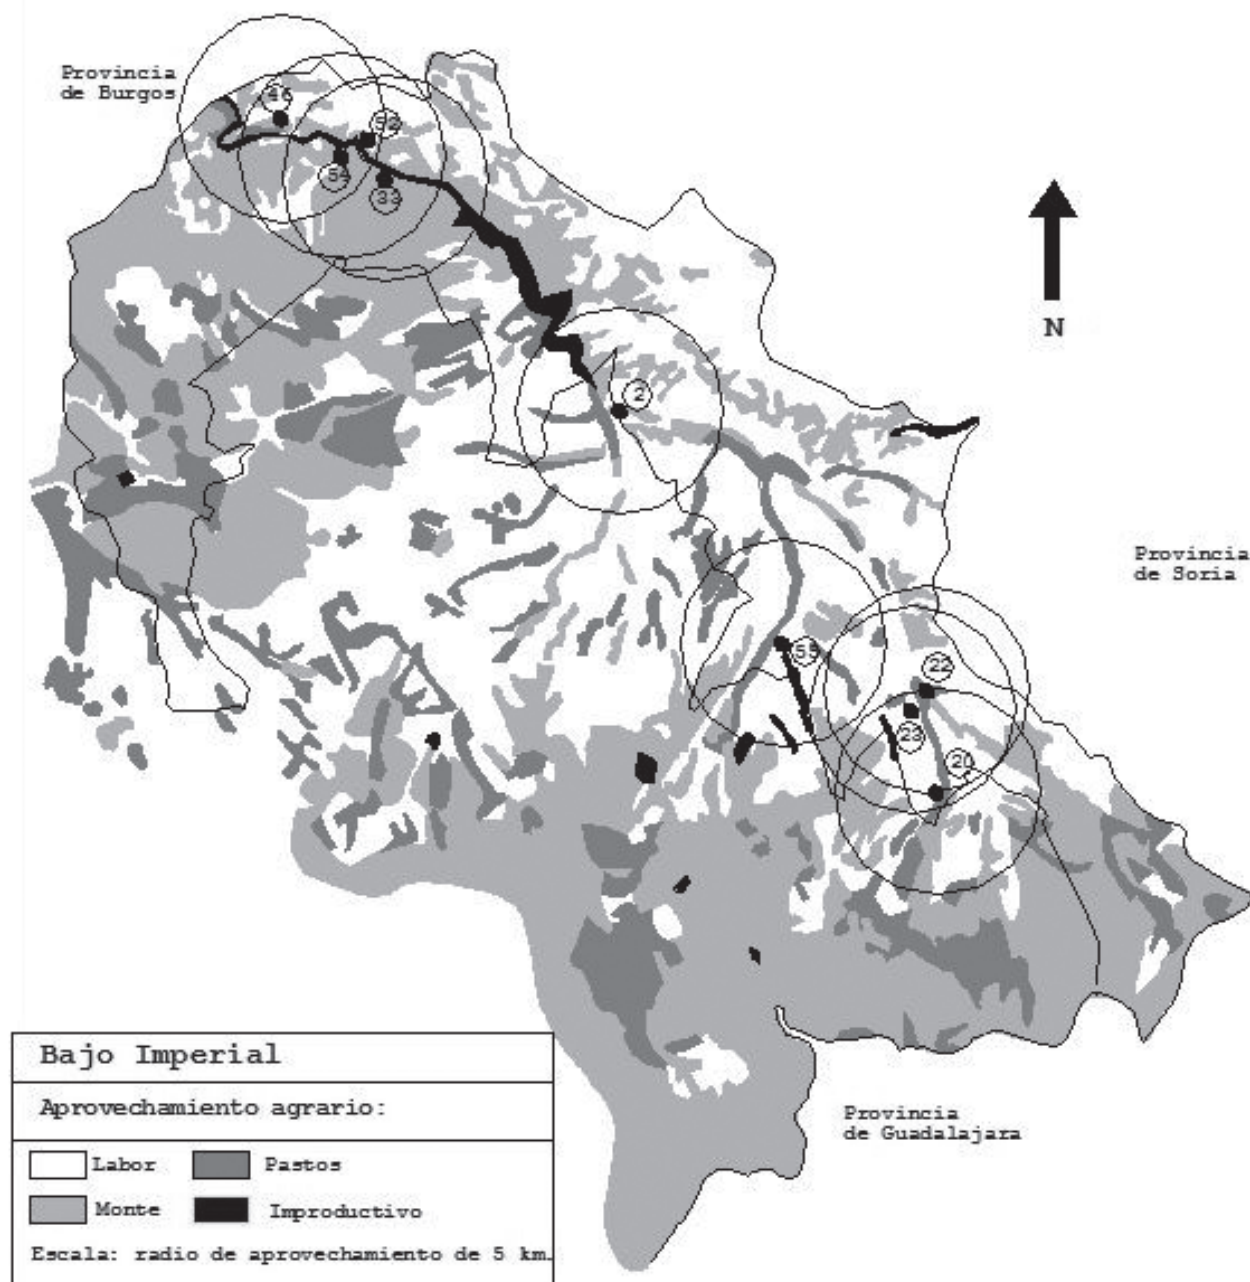 Provincia
de Burgos
46
52
54
33
N
2
Provincia
de Soria
55
22
23
20
Bajo Imperial
Aprovechamiento agrario:
Labor
Pastos
Monte
Improductivo
Escala: radio de aprovechamiento de 5 km.
Provincia
de Guadalajara